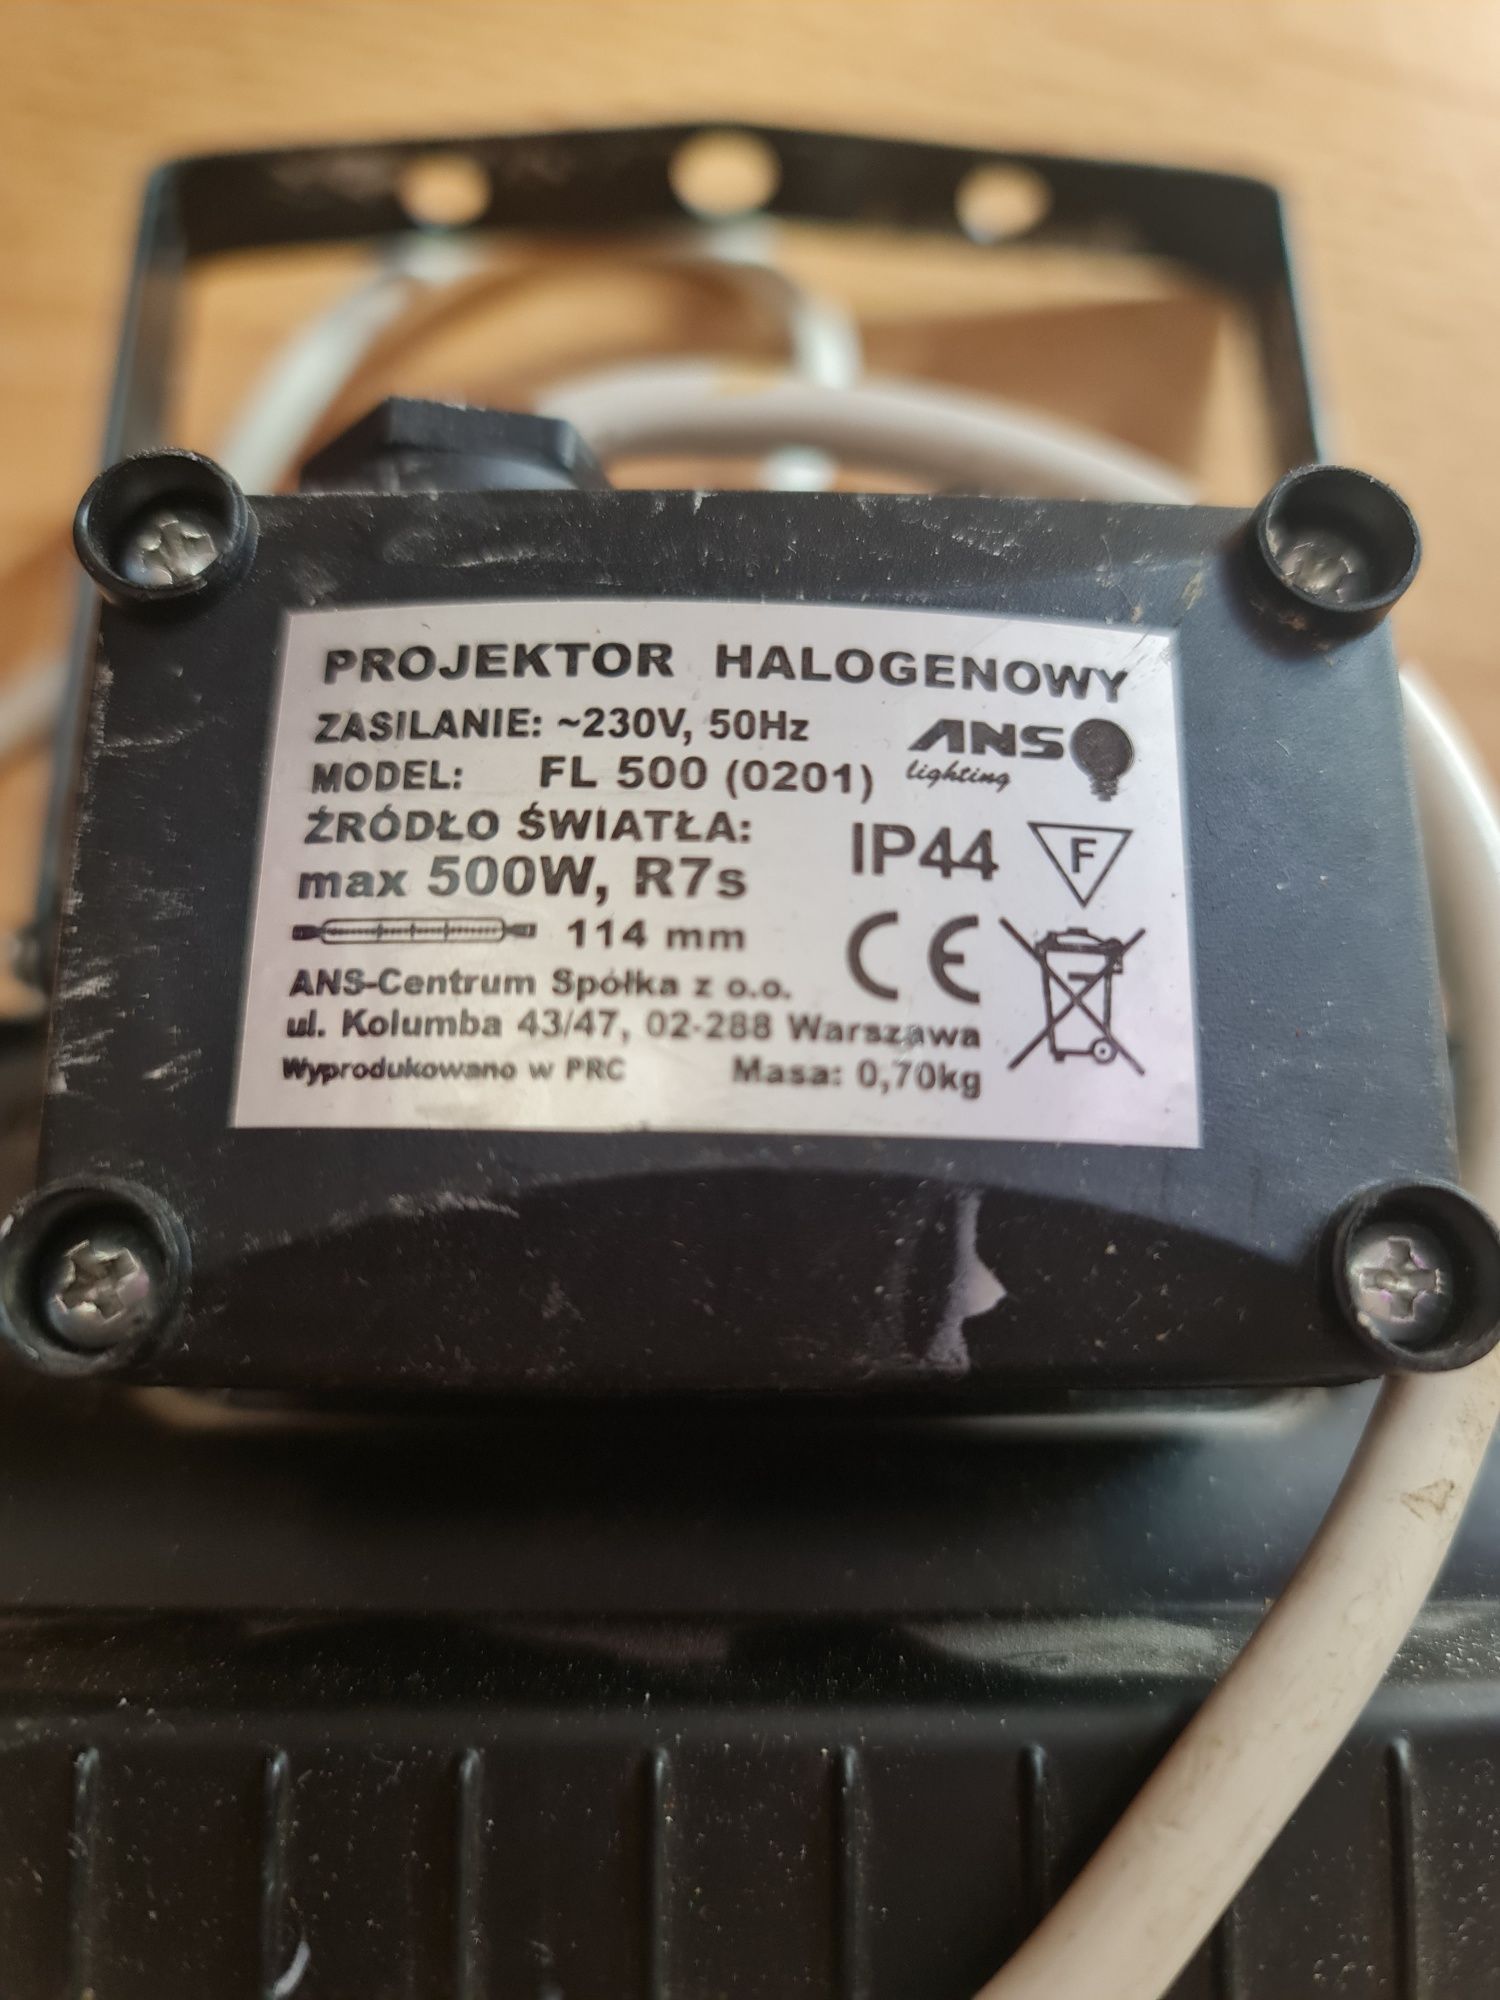 PROJEKTOR HALOGENOWY
ZASILANIE: ~230V, 50Hz
ANS
lighting
MODEL: FL 500 (0201)
ŹRÓDŁO ŚWIATŁA:
max 500W, R7s
IP44
F
114 mm
CE
ANS-Centrum Spółka z o.o.
ul. Kolumba 43/47, 02-288 Warszawa
Wyprodukowano w PRC Masa: 0,70kg